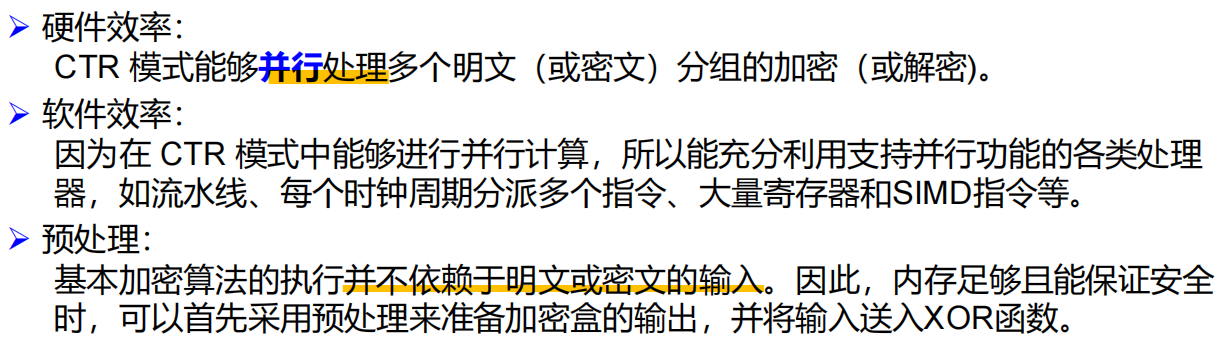 ➢ 硬件效率：
CTR 模式能够并行处理多个明文（或密文）分组的加密（或解密)。
➢ 软件效率：
因为在 CTR 模式中能够进行并行计算，所以能充分利用支持并行功能的各类处理
器，如流水线、每个时钟周期分派多个指令、大量寄存器和SIMD指令等。
➢ 预处理：
基本加密算法的执行并不依赖于明文或密文的输入。因此，内存足够且能保证安全
时，可以首先采用预处理来准备加密盒的输出，并将输入送入XOR函数。